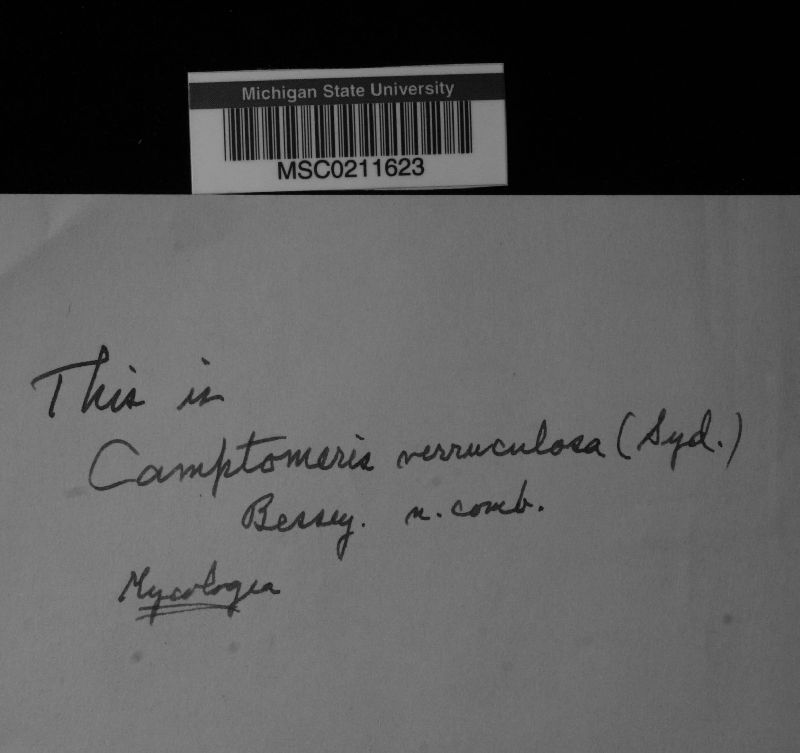 Michigan State University
MSC0211623
This is
Camptomeris verruculosa (Syd.)
Bessey. n. comb.
Mycologia